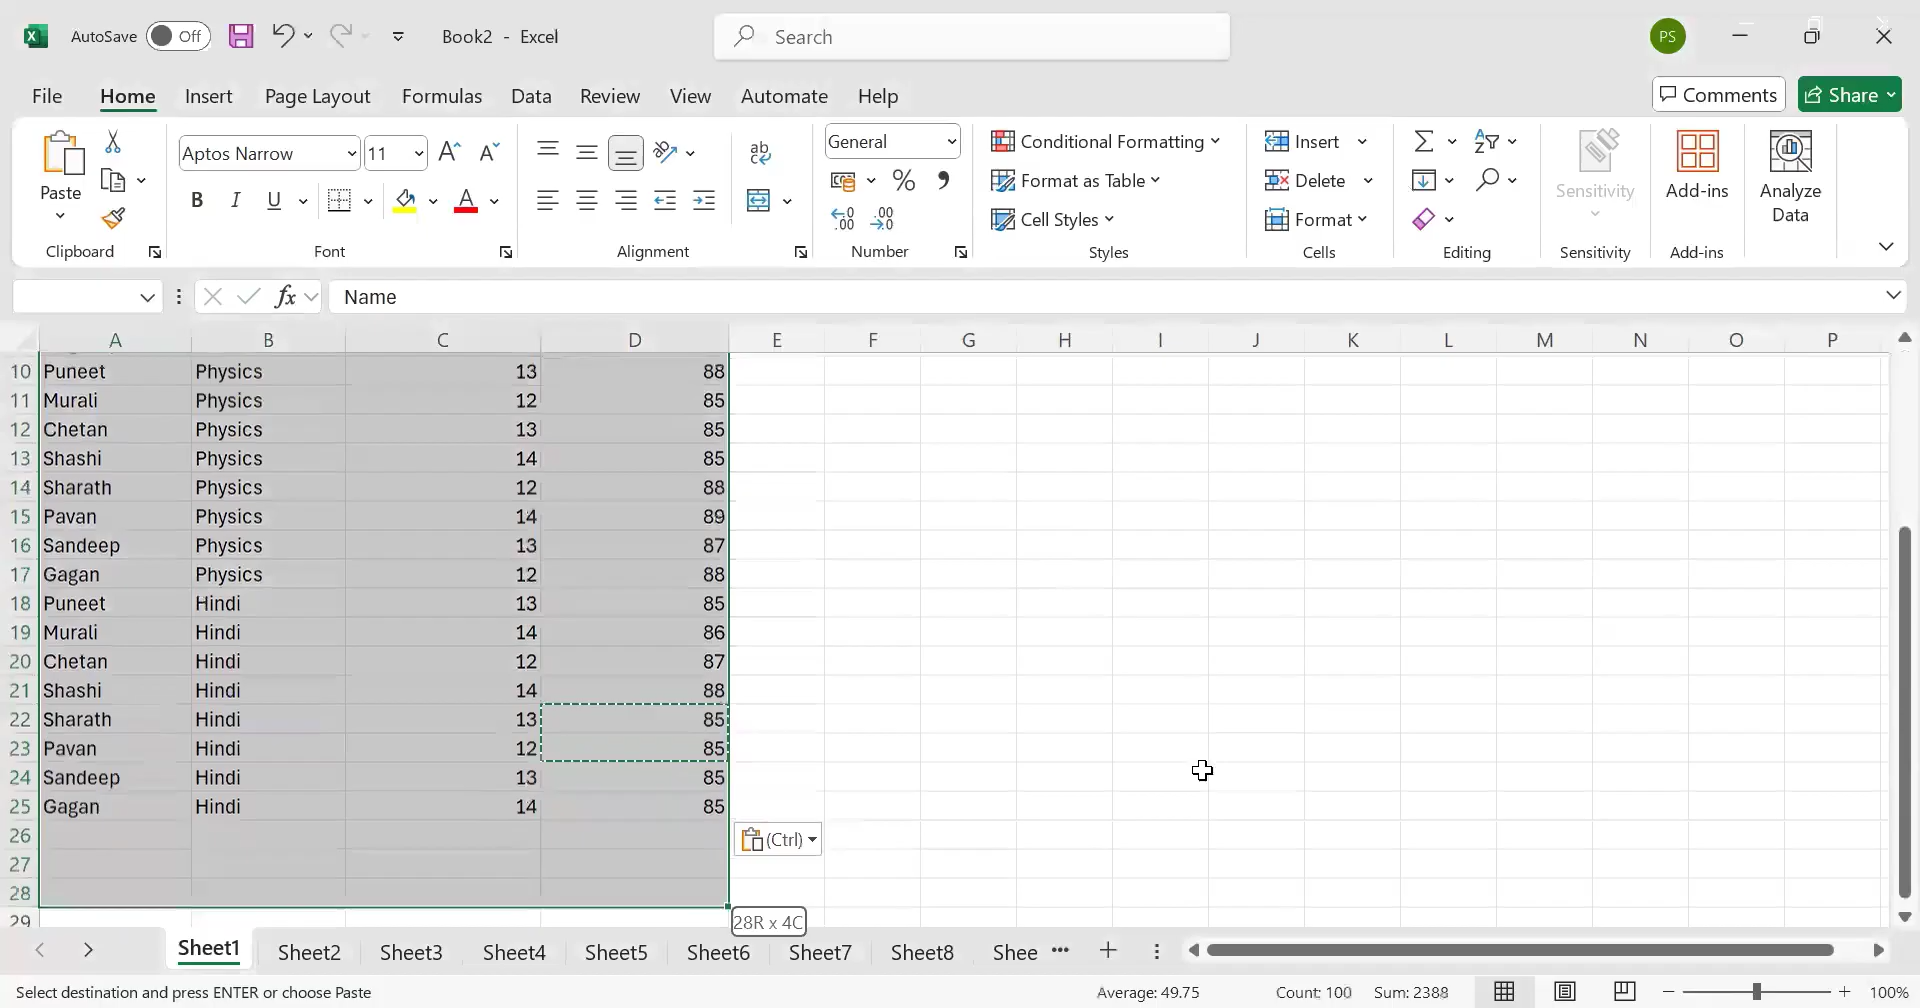 AutoSave Off Book2 - Excel Search PS
File Home Insert Page Layout Formulas Data Review View Automate Help Comments Share
Paste Aptos Narrow 11 General Conditional Formatting Insert Sensitivity Add-ins Analyze Data
Format as Table Delete
B I U Cell Styles Format
Clipboard Font Alignment Number Styles Cells Editing Sensitivity Add-ins
fx Name
A B C D E F G H I J K L M N O P
10 Puneet Physics 13 88
11 Murali Physics 12 85
12 Chetan Physics 13 85
13 Shashi Physics 14 85
14 Sharath Physics 12 88
15 Pavan Physics 14 89
16 Sandeep Physics 13 87
17 Gagan Physics 12 88
18 Puneet Hindi 13 85
19 Murali Hindi 14 86
20 Chetan Hindi 12 87
21 Shashi Hindi 14 88
22 Sharath Hindi 13 85
23 Pavan Hindi 12 85
24 Sandeep Hindi 13 85
25 Gagan Hindi 14 85
26 (Ctrl)
27
28
29 28R x 4C
Sheet1 Sheet2 Sheet3 Sheet4 Sheet5 Sheet6 Sheet7 Sheet8 Shee
Select destination and press ENTER or choose Paste Average: 49.75 Count: 100 Sum: 2388 100%